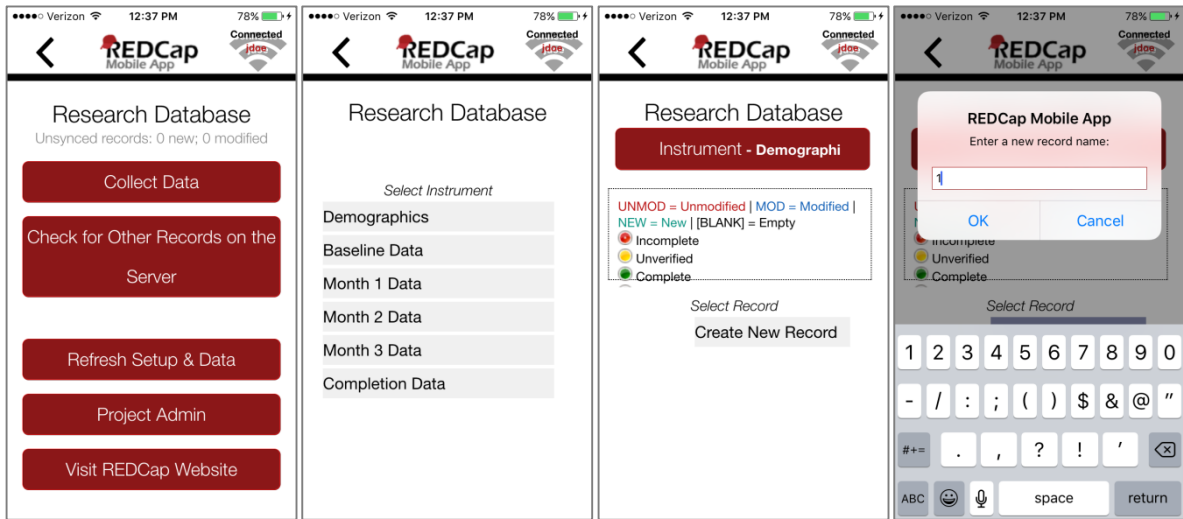 ●●●●○ Verizon 12:37 PM 78%
Connected
jdoe
REDCap
Mobile App
Research Database
Unsynced records: 0 new; 0 modified
Collect Data
Check for Other Records on the
Server
Refresh Setup & Data
Project Admin
Visit REDCap Website
●●●●○ Verizon 12:37 PM 78%
Connected
jdoe
REDCap
Mobile App
Research Database
Select Instrument
Demographics
Baseline Data
Month 1 Data
Month 2 Data
Month 3 Data
Completion Data
●●●●○ Verizon 12:37 PM 78%
Connected
jdoe
REDCap
Mobile App
Research Database
Instrument - Demographi
UNMOD = Unmodified | MOD = Modified |
NEW = New | [BLANK] = Empty
Incomplete
Unverified
Complete
Select Record
Create New Record
●●●●○ Verizon 12:37 PM 78%
Connected
jdoe
REDCap
Mobile App
REDCap Mobile App
Enter a new record name:
1
OK Cancel
Incomplete
Unverified
Complete
Select Record
1 2 3 4 5 6 7 8 9 0
- / : ; ( ) $ & @ "
#+= . , ? ! '
ABC space return